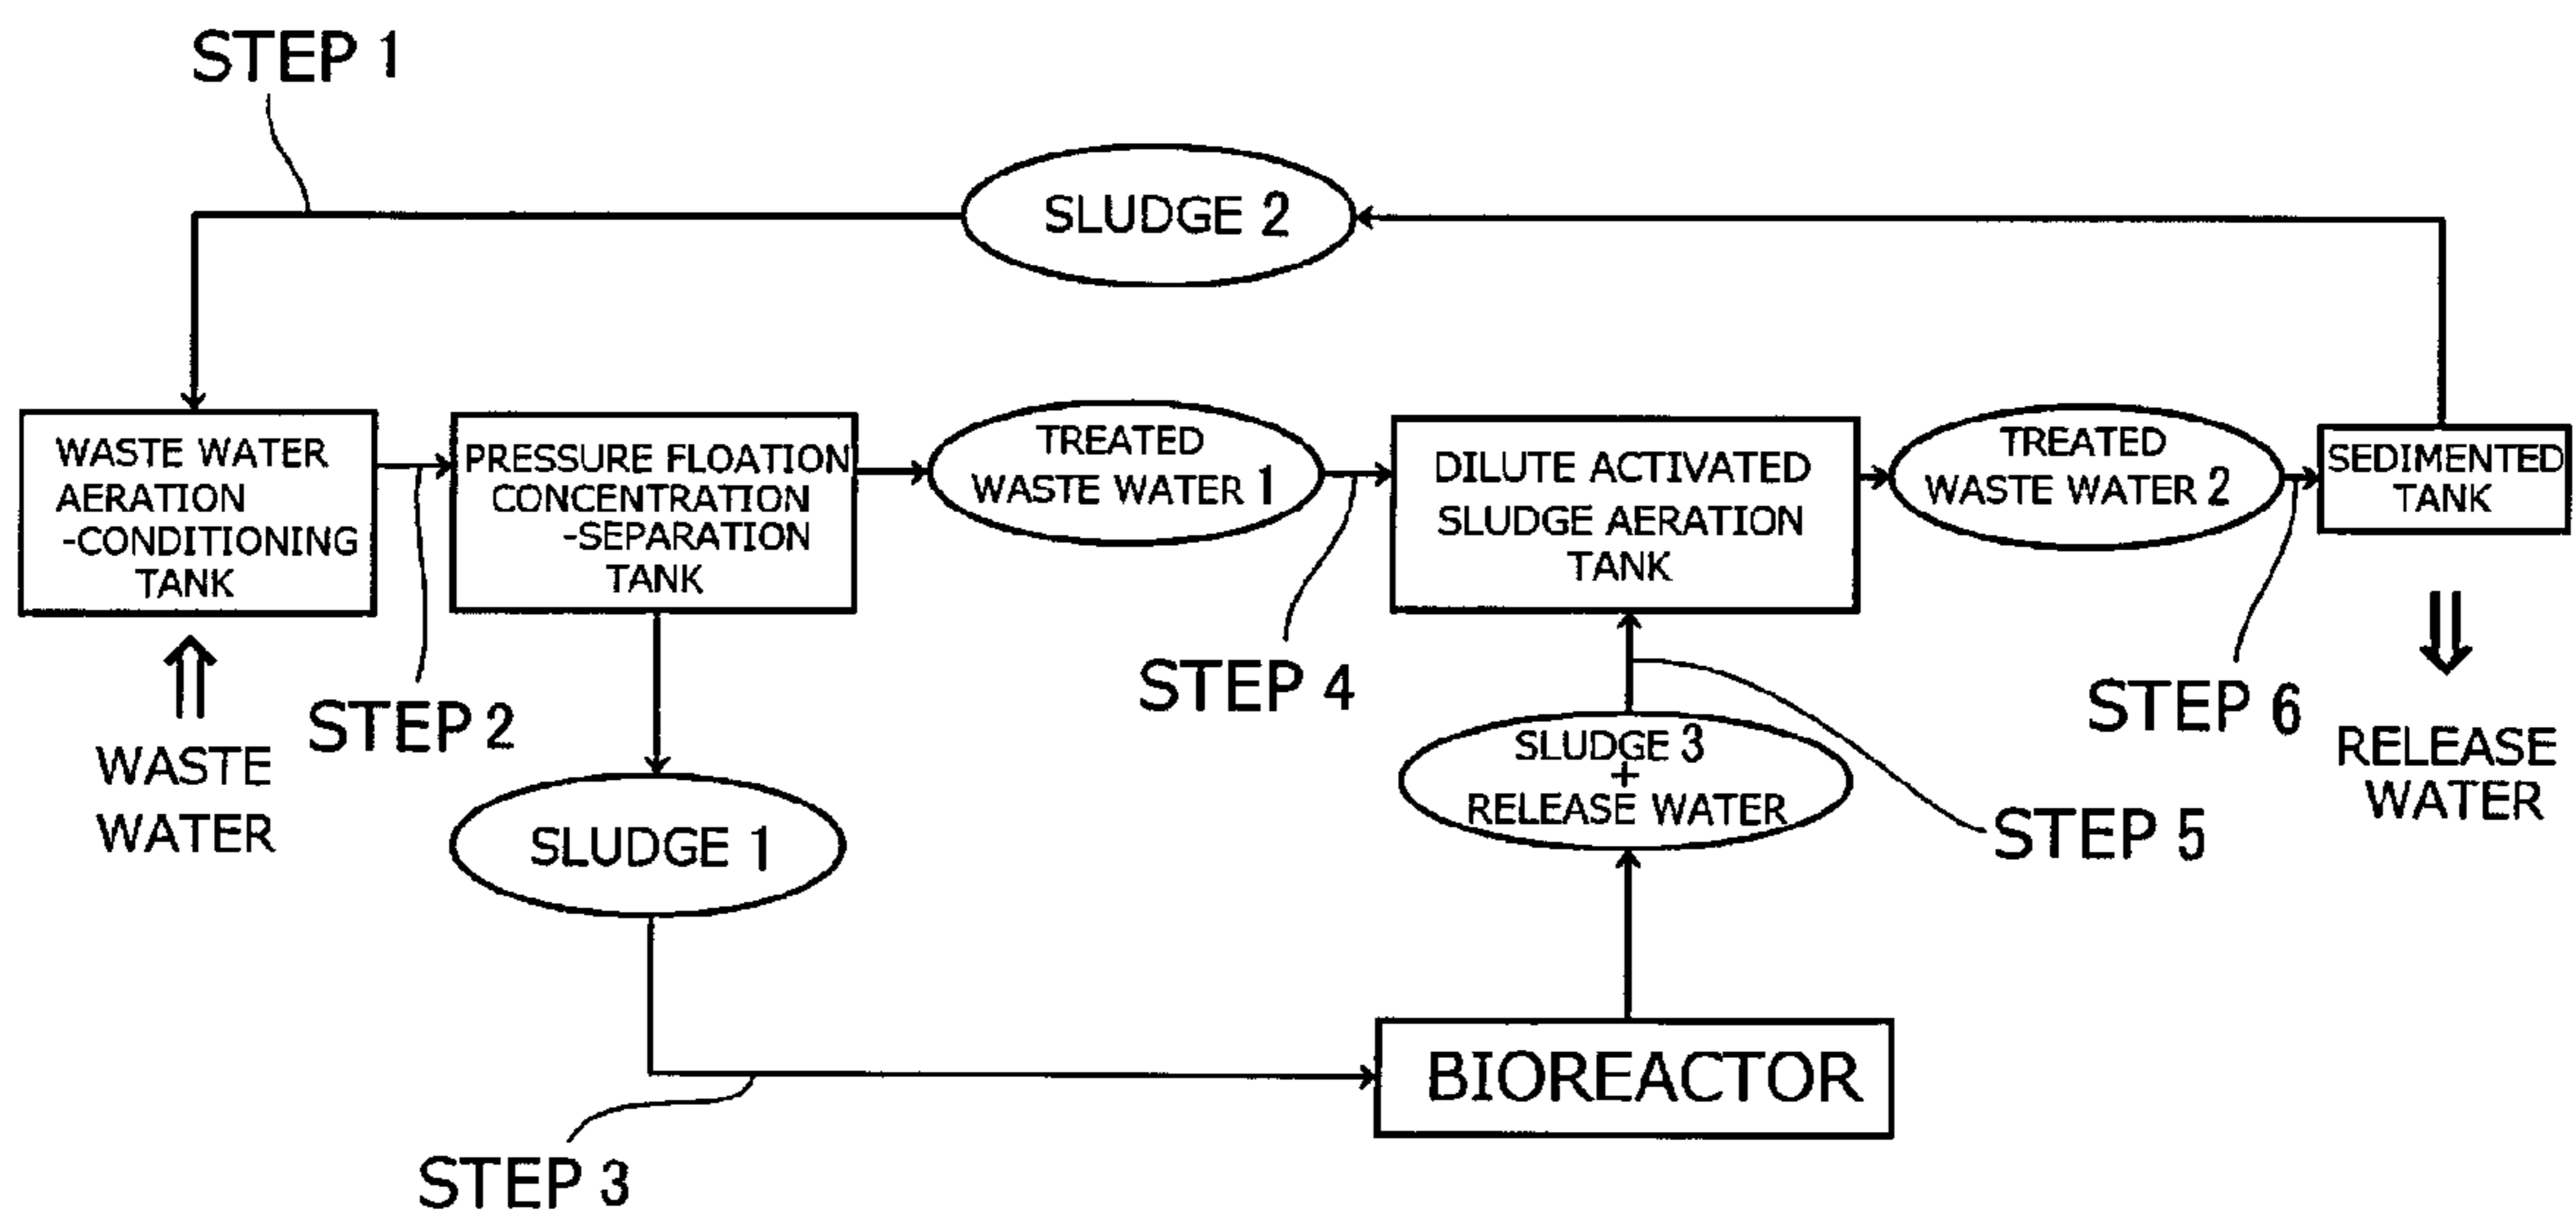 STEP 1
SLUDGE 2
WASTE WATER
AERATION
-CONDITIONING
TANK
PRESSURE FLOATION
CONCENTRATION
-SEPARATION
TANK
TREATED
WASTE WATER 1
DILUTE ACTIVATED
SLUDGE AERATION
TANK
TREATED
WASTE WATER 2
SEDIMENTED
TANK
WASTE
WATER
STEP 2
STEP 4
STEP 6
RELEASE
WATER
SLUDGE 1
SLUDGE 3
+
RELEASE WATER
STEP 5
BIOREACTOR
STEP 3